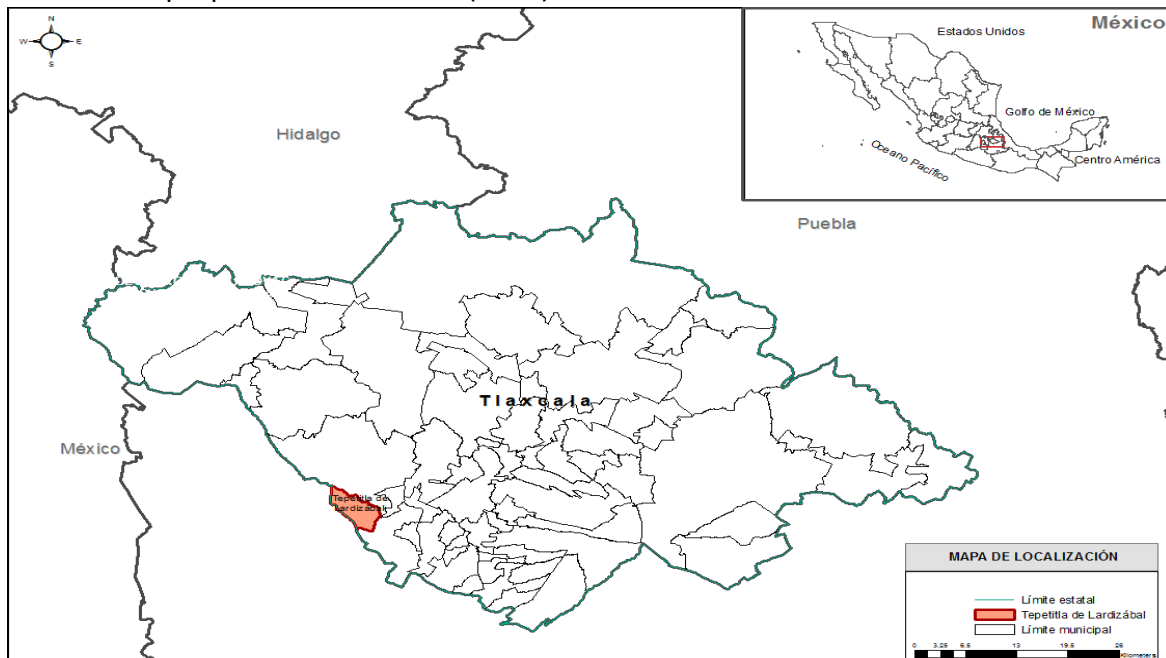 N
W E
S
México
Estados Unidos
Golfo de México
Oceano Pacífico
Centro América
Hidalgo
Puebla
Tlaxcala
México
Tepetitla de
Lardizábal
MAPA DE LOCALIZACIÓN
Límite estatal
Tepetitla de Lardizábal
Límite municipal
0 3.25 6.5 13 19.5 26
Kilometers